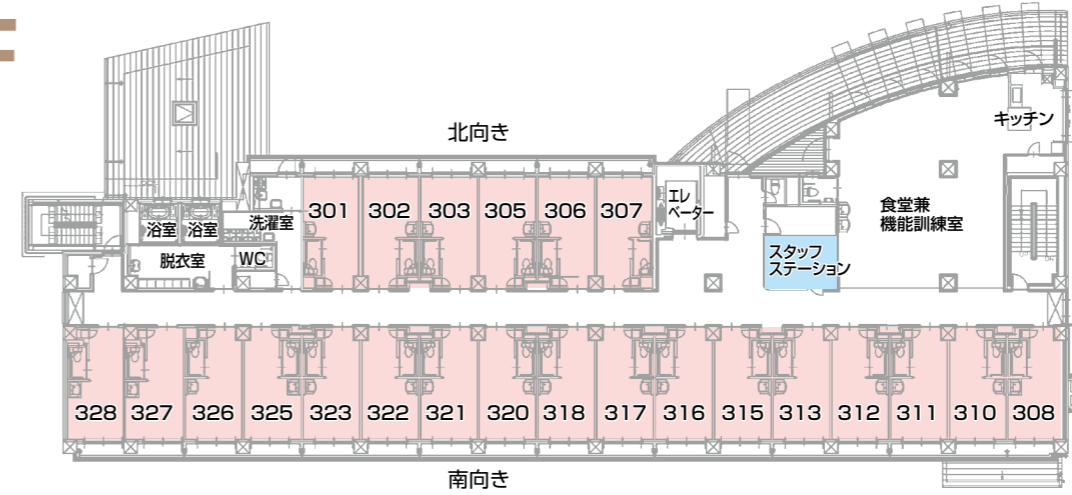 北向き
キッチン
301
302
303
305
306
307
エレ
ベーター
食堂兼
機能訓練室
浴室
浴室
洗濯室
脱衣室
WC
スタッフ
ステーション
328
327
326
325
323
322
321
320
318
317
316
315
313
312
311
310
308
南向き